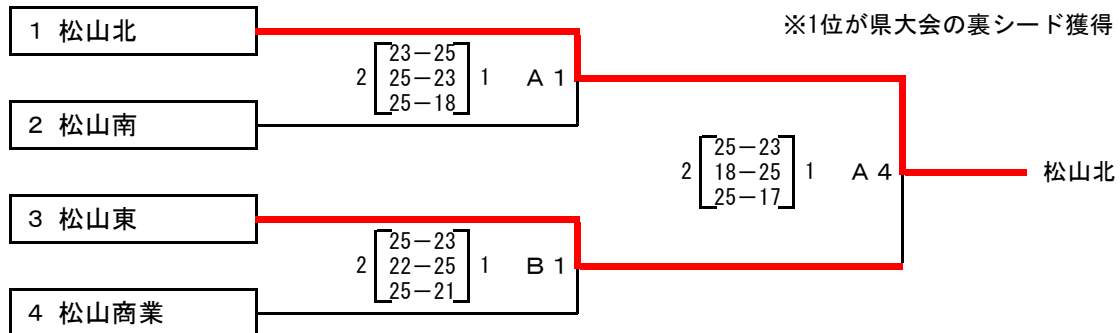 1 松山北
※1位が県大会の裏シード獲得
23－25
2 25－23 1 A 1
25－18
2 松山南
25－23
2 18－25 1 A 4
25－17
松山北
3 松山東
25－23
2 22－25 1 B 1
25－21
4 松山商業